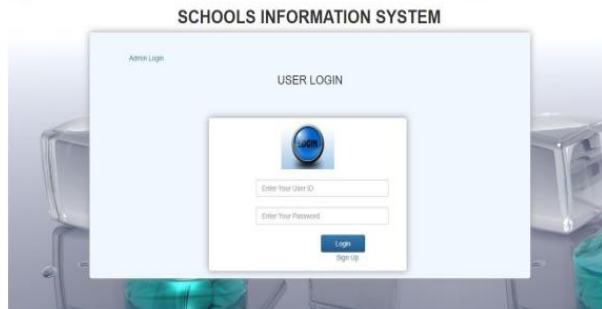 SCHOOLS INFORMATION SYSTEM
Admin Login
USER LOGIN
LOGIN
Enter Your User ID
Enter Your Password
Login
Sign Up